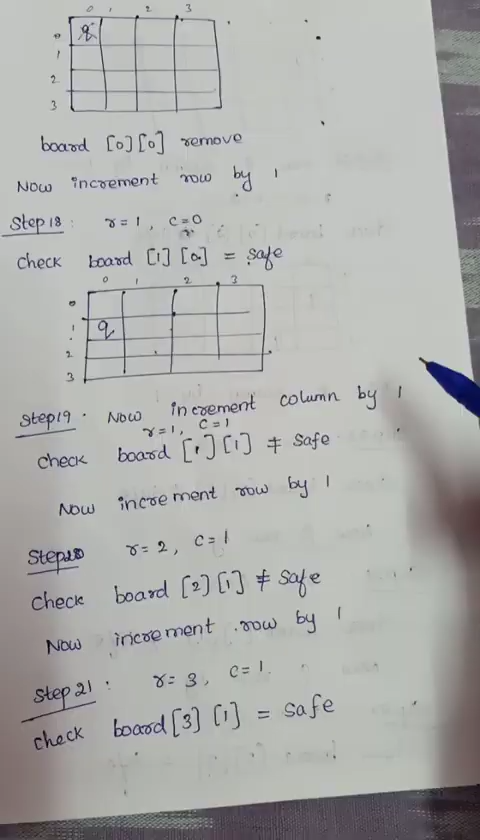 0 1 2 3
0 q
1
2
3
board [0][0] remove
Now increment row by 1
Step 18 : r=1, c=0
Check board [1][0] = safe
0 1 2 3
0
1 q
2
3
Step 19 . Now increment column by 1
r=1, c=1
check board [1][1] ≠ safe
Now increment row by 1
Step 20 r=2, c=1
Check board [2][1] ≠ safe
Now increment row by 1
Step 21 : r=3, c=1
Check board [3][1] = safe